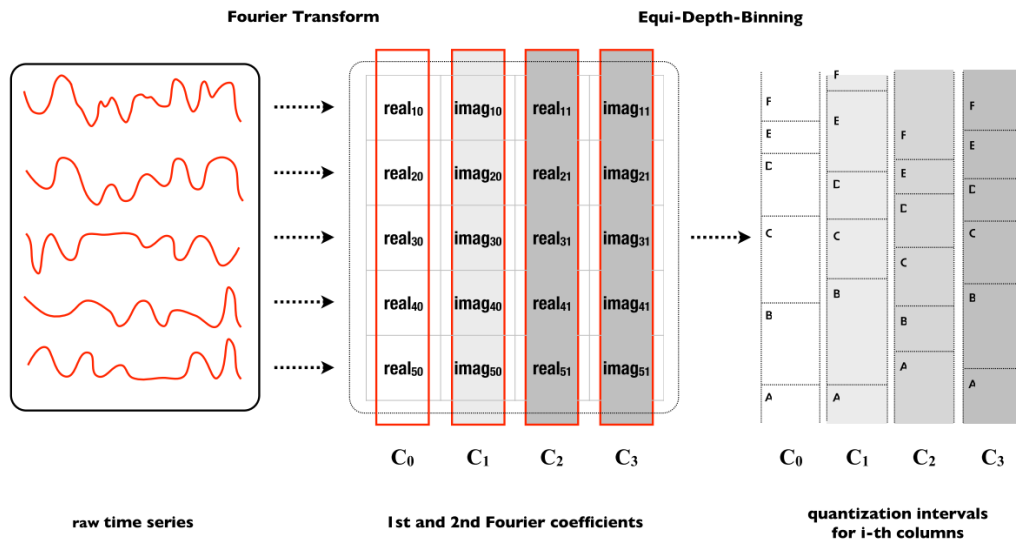 Fourier Transform
Equi-Depth-Binning
real10 imag10 real11 imag11
real20 imag20 real21 imag21
real30 imag30 real31 imag31
real40 imag40 real41 imag41
real50 imag50 real51 imag51
F
E
D
C
B
A
F
E
D
C
B
A
F
E
D
C
B
A
F
E
D
C
B
A
C0 C1 C2 C3
C0 C1 C2 C3
raw time series
1st and 2nd Fourier coefficients
quantization intervals
for i-th columns